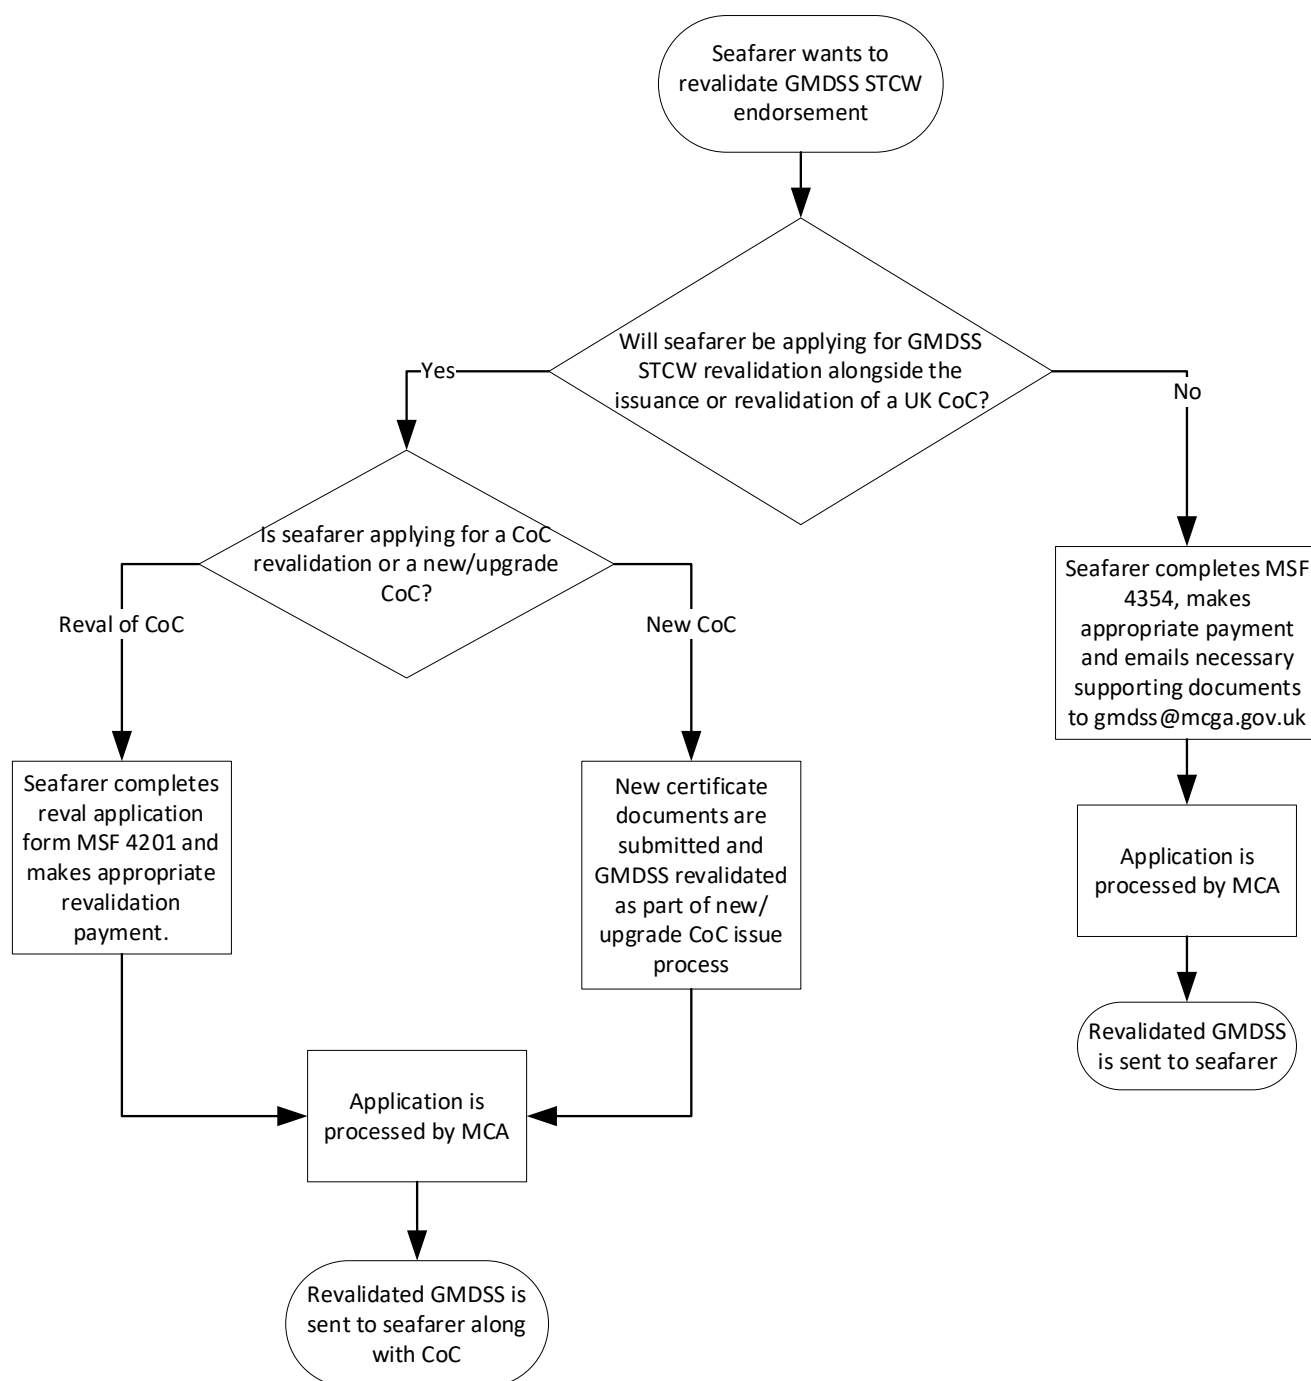 Seafarer wants to
revalidate GMDSS STCW
endorsement
Will seafarer be applying for GMDSS
STCW revalidation alongside the
issuance or revalidation of a UK CoC?
Yes
No
Is seafarer applying for a CoC
revalidation or a new/upgrade
CoC?
Reval of CoC
New CoC
Seafarer completes MSF
4354, makes
appropriate payment
and emails necessary
supporting documents
to gmdss@mcga.gov.uk
Seafarer completes
reval application
form MSF 4201 and
makes appropriate
revalidation
payment.
New certificate
documents are
submitted and
GMDSS revalidated
as part of new/
upgrade CoC issue
process
Application is
processed by MCA
Revalidated GMDSS
is sent to seafarer
Application is
processed by MCA
Revalidated GMDSS is
sent to seafarer along
with CoC